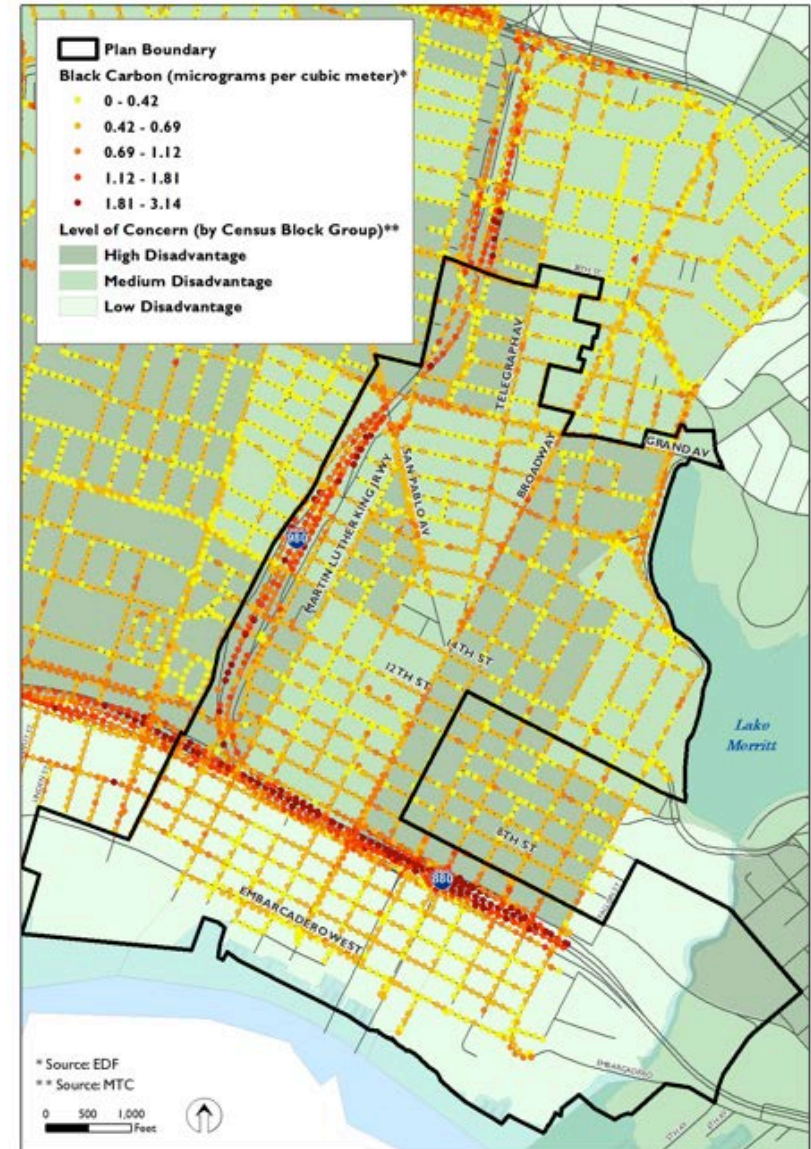 Plan Boundary
Black Carbon (micrograms per cubic meter)*
0 - 0.42
0.42 - 0.69
0.69 - 1.12
1.12 - 1.81
1.81 - 3.14
Level of Concern (by Census Block Group)**
High Disadvantage
Medium Disadvantage
Low Disadvantage
TELEGRAPH AV
BROADWAY
GRAND AV
SAN PABLO AV
MARTIN LUTHER KING JR WY
980
14TH ST
12TH ST
Lake
Merritt
8TH ST
880
EMBARCADERO WEST
EMBARCADERO
5TH AV
* Source: EDF
** Source: MTC
0 500 1,000
Feet